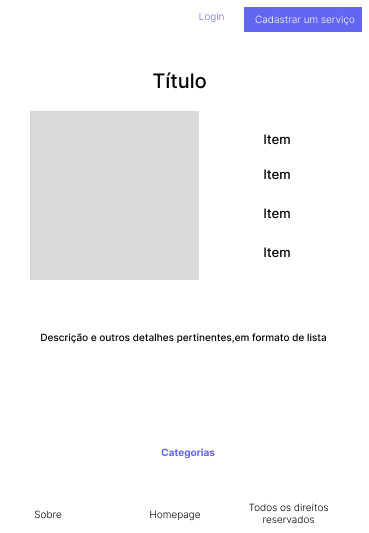 Login
Cadastrar um serviço
Título
Item
Item
Item
Item
Descrição e outros detalhes pertinentes,em formato de lista
Categorias
Sobre
Homepage
Todos os direitos
reservados